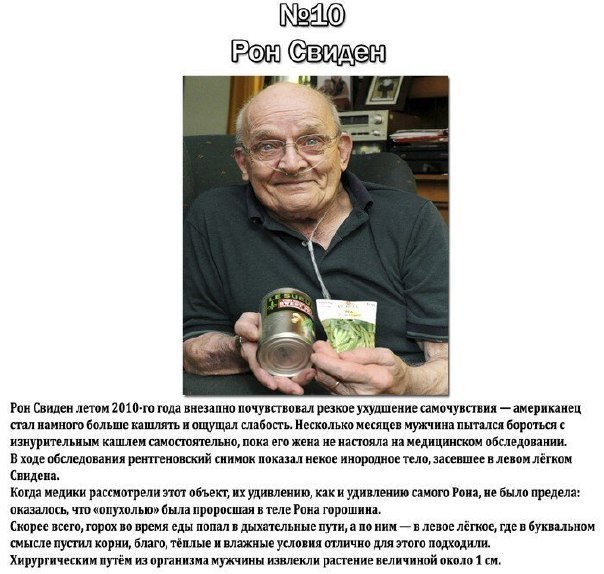 №10
Рон Свиден
LE SUEUR
Рон Свиден летом 2010-го года внезапно почувствовал резкое ухудшение самочувствия — американец
стал намного больше кашлять и ощущал слабость. Несколько месяцев мужчина пытался бороться с
изнурительным кашлем самостоятельно, пока его жена не настояла на медицинском обследовании.
В ходе обследования рентгеновский снимок показал некое инородное тело, засевшее в левом лёгком
Свидена.
Когда медики рассмотрели этот объект, их удивлению, как и удивлению самого Рона, не было предела:
оказалось, что «опухолью» была проросшая в теле Рона горошина.
Скорее всего, горох во время еды попал в дыхательные пути, а по ним — в левое лёгкое, где в буквальном
смысле пустил корни, благо, тёплые и влажные условия отлично для этого подходили.
Хирургическим путём из организма мужчины извлекли растение величиной около 1 см.